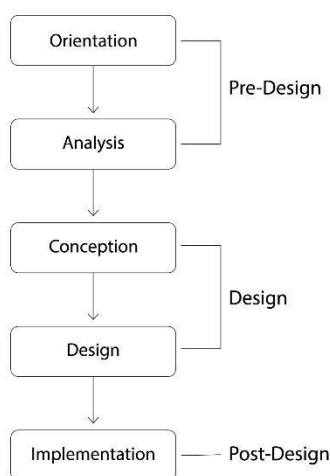 Orientation
Pre-Design
Analysis
Conception
Design
Design
Implementation
Post-Design